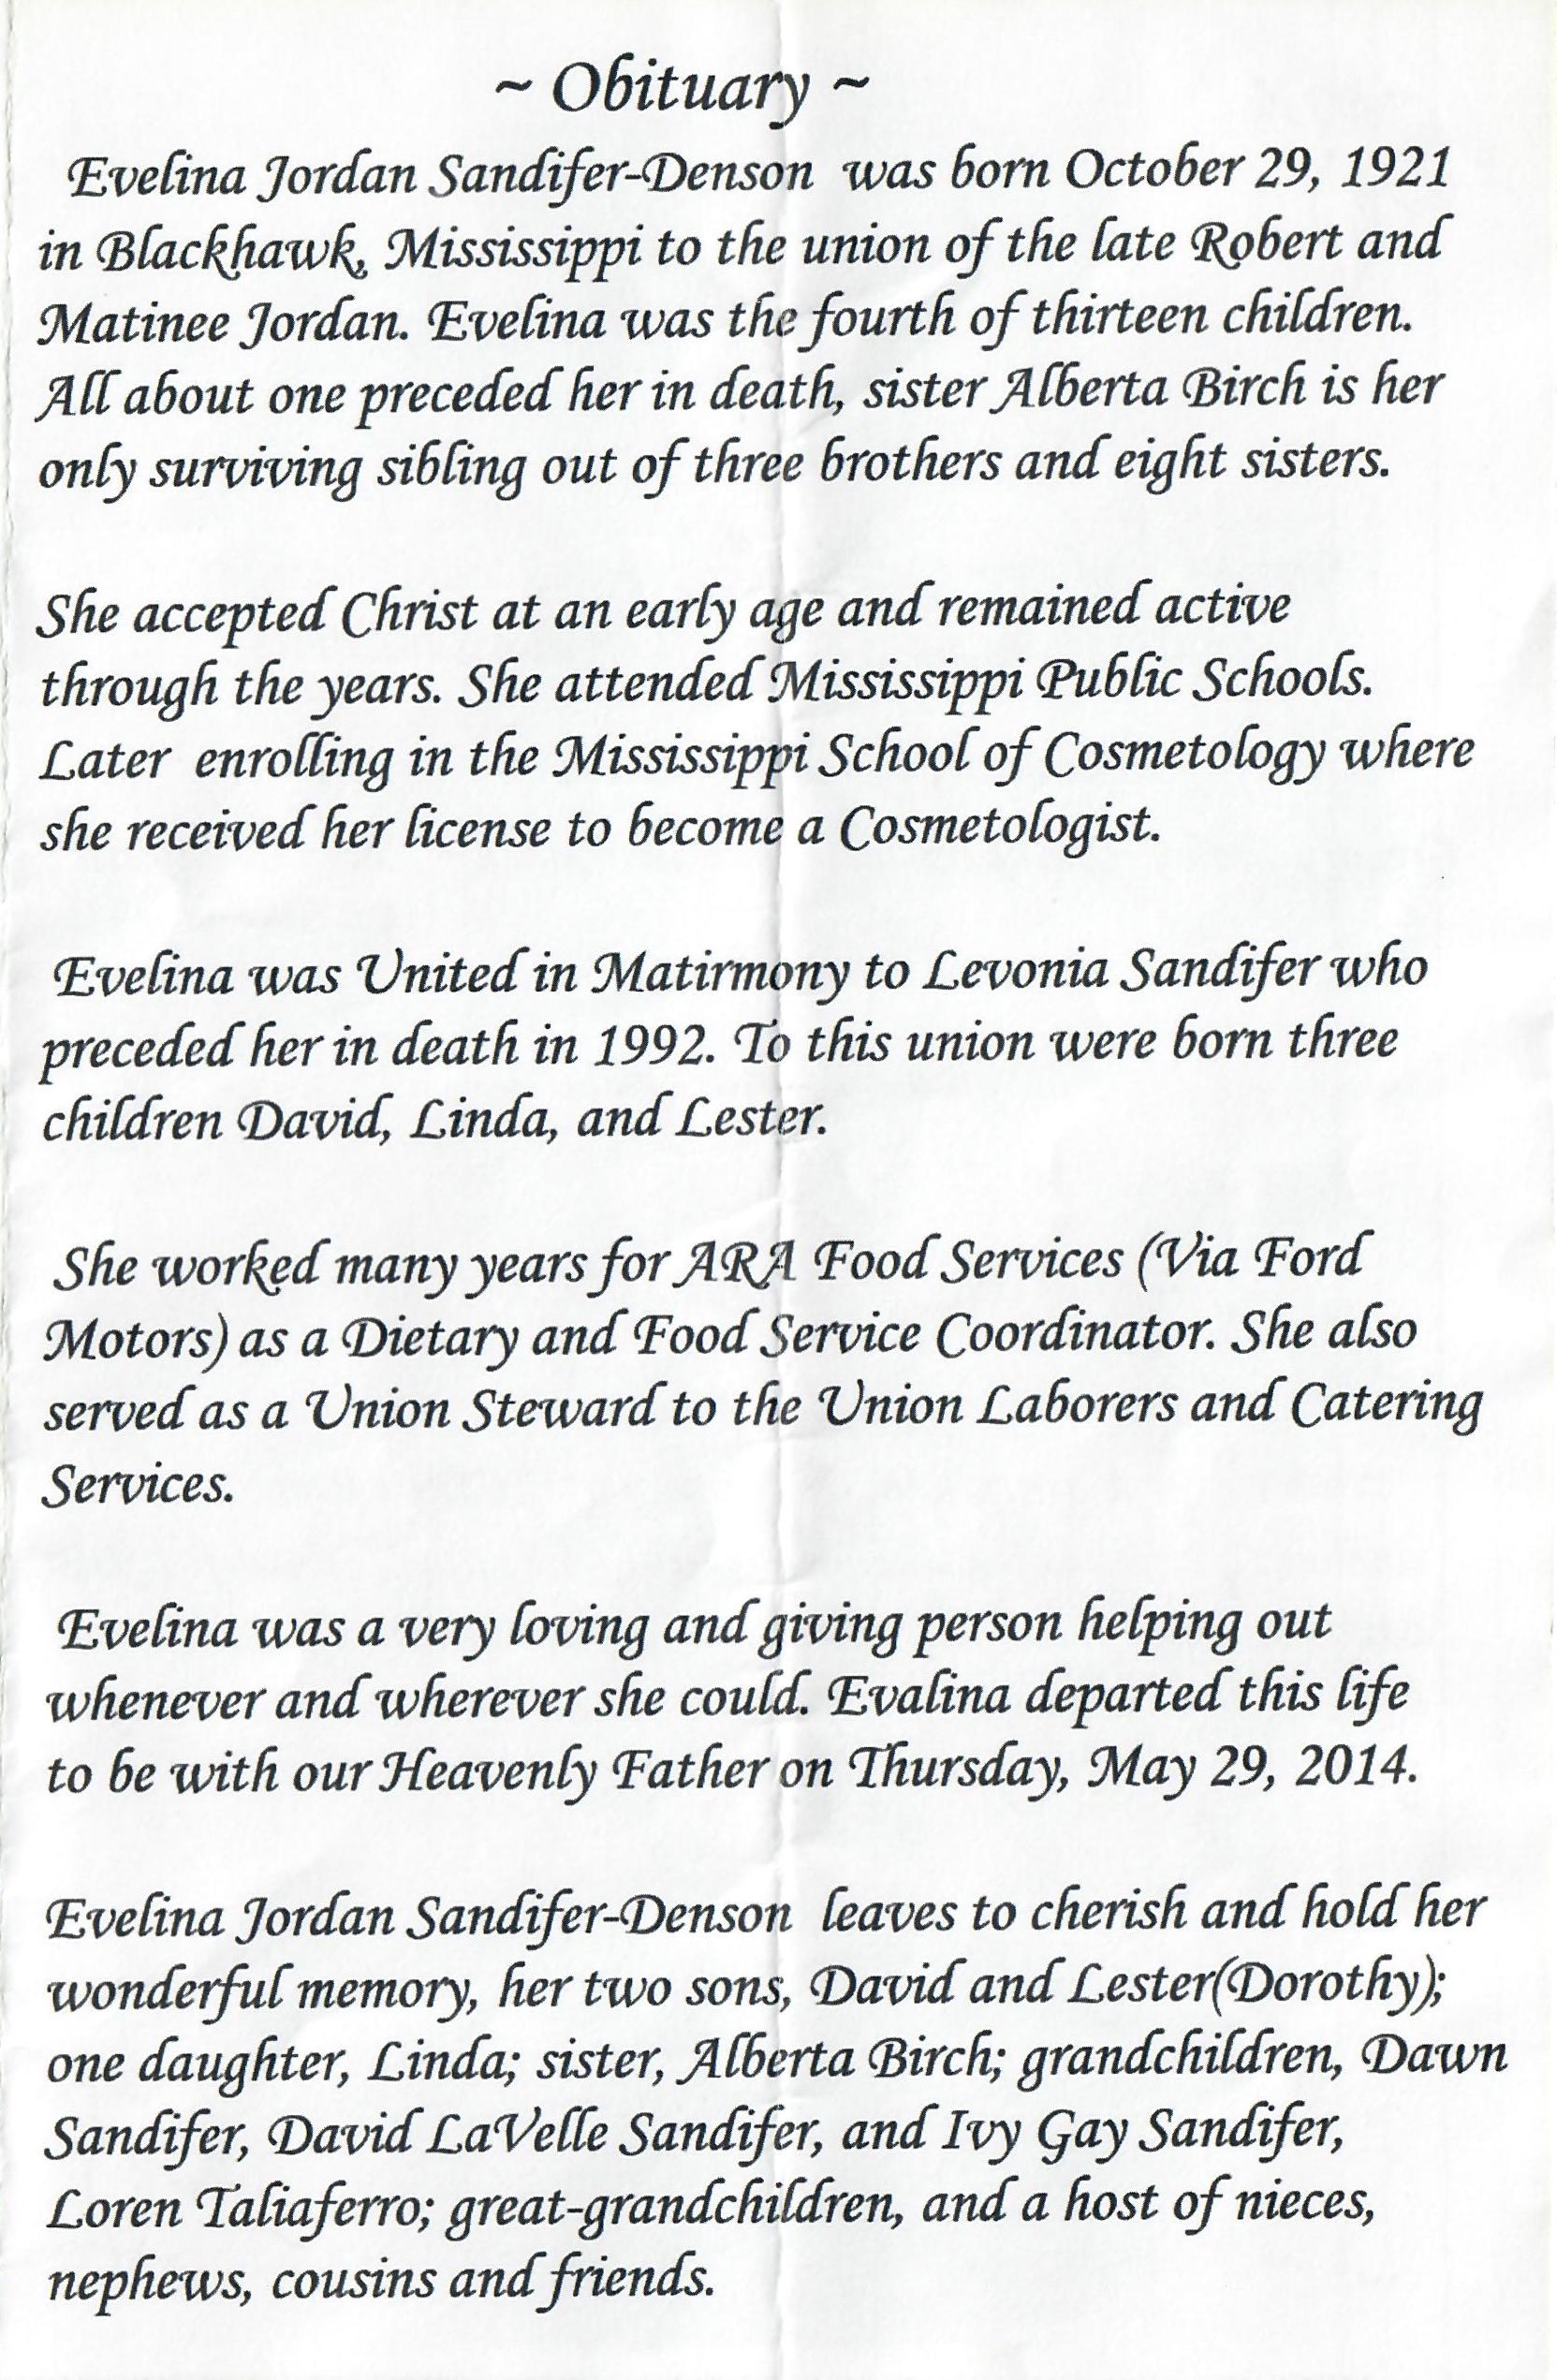 ~ Obituary ~
Evelina Jordan Sandifer-Denson was born October 29, 1921
in Blackhawk, Mississippi to the union of the late Robert and
Matinee Jordan. Evelina was the fourth of thirteen children.
All about one preceded her in death, sister Alberta Birch is her
only surviving sibling out of three brothers and eight sisters.
She accepted Christ at an early age and remained active
through the years. She attended Mississippi Public Schools.
Later enrolling in the Mississippi School of Cosmetology where
she received her license to become a Cosmetologist.
Evelina was United in Matirmony to Levonia Sandifer who
preceded her in death in 1992. To this union were born three
children David, Linda, and Lester.
She worked many years for ARA Food Services (Via Ford
Motors) as a Dietary and Food Service Coordinator. She also
served as a Union Steward to the Union Laborers and Catering
Services.
Evelina was a very loving and giving person helping out
whenever and wherever she could. Evalina departed this life
to be with our Heavenly Father on Thursday, May 29, 2014.
Evelina Jordan Sandifer-Denson leaves to cherish and hold her
wonderful memory, her two sons, David and Lester(Dorothy);
one daughter, Linda; sister, Alberta Birch; grandchildren, Dawn
Sandifer, David LaVelle Sandifer, and Ivy Gay Sandifer,
Loren Taliaferro; great-grandchildren, and a host of nieces,
nephews, cousins and friends.